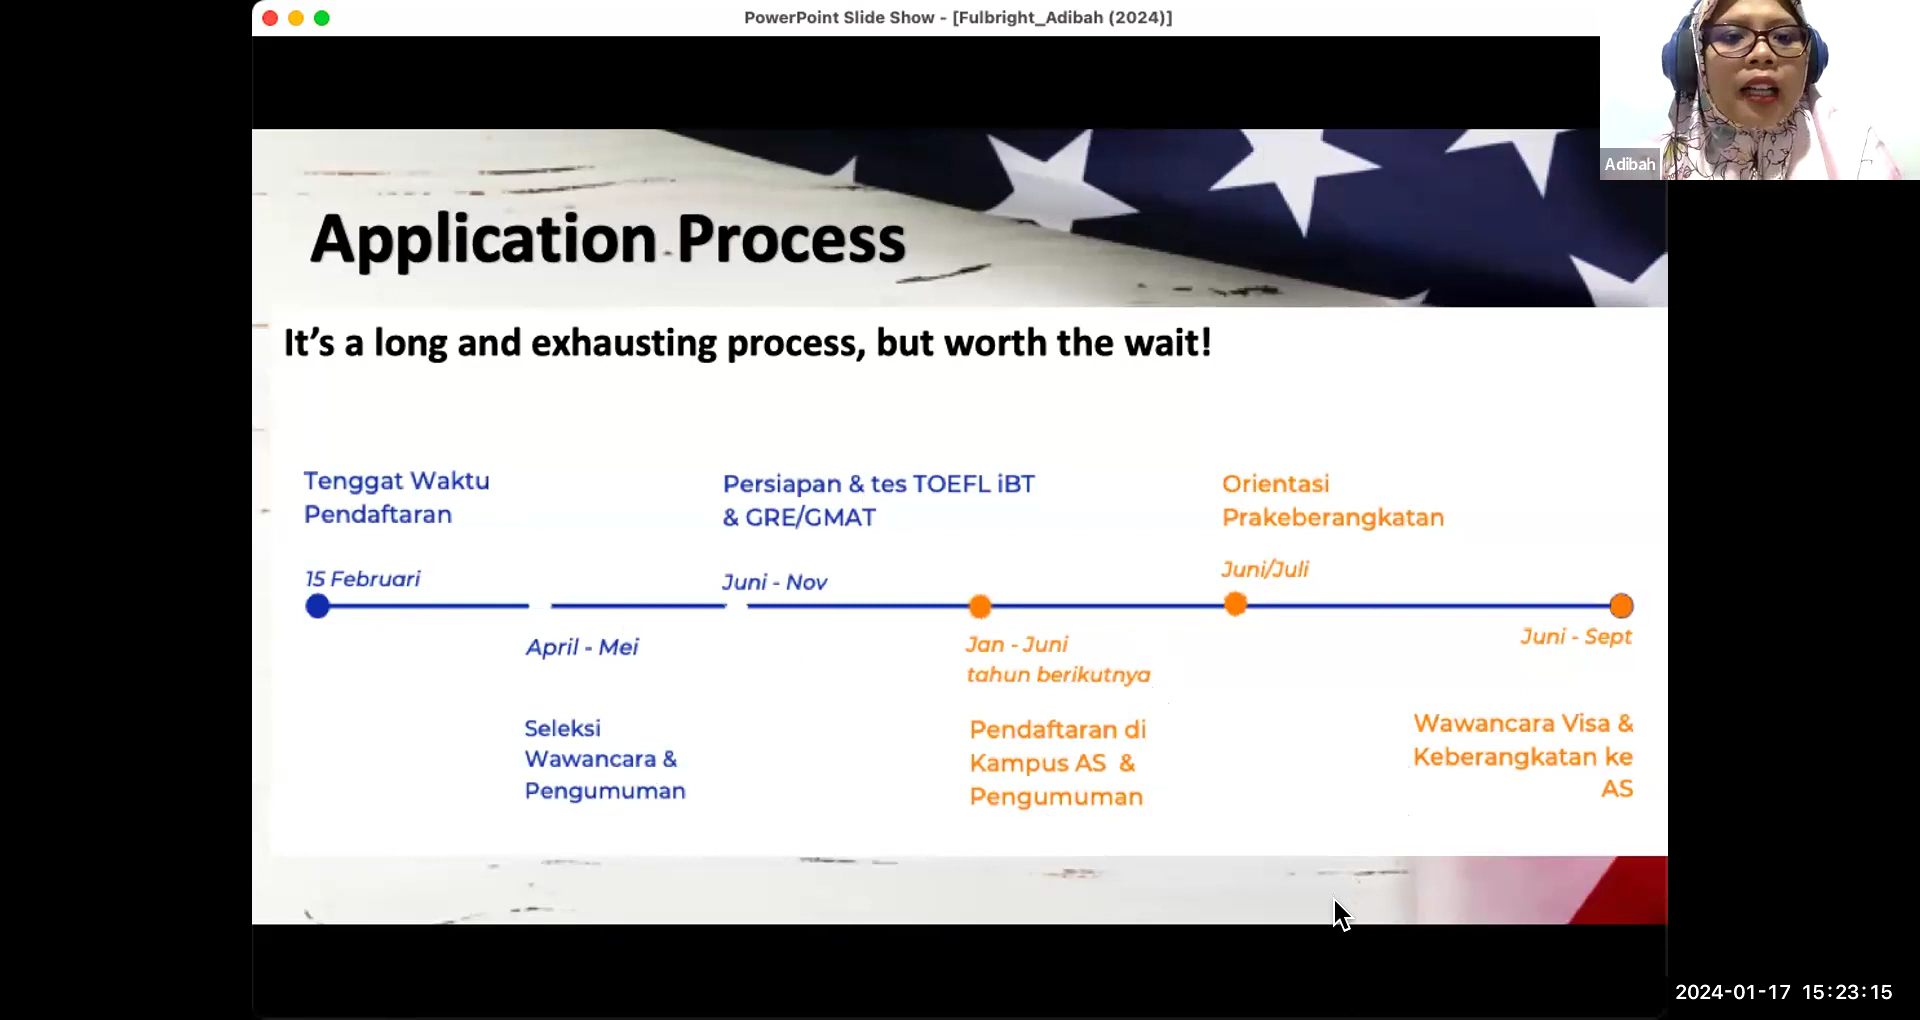 PowerPoint Slide Show - [Fulbright_Adibah (2024)]
Adibah
Application Process
It's a long and exhausting process, but worth the wait!
Tenggat Waktu
Pendaftaran
15 Februari
April - Mei
Seleksi
Wawancara &
Pengumuman
Persiapan & tes TOEFL iBT
& GRE/GMAT
Juni - Nov
Jan - Juni
tahun berikutnya
Pendaftaran di
Kampus AS &
Pengumuman
Orientasi
Prakeberangkatan
Juni/Juli
Juni - Sept
Wawancara Visa &
Keberangkatan ke
AS
2024-01-17 15:23:15